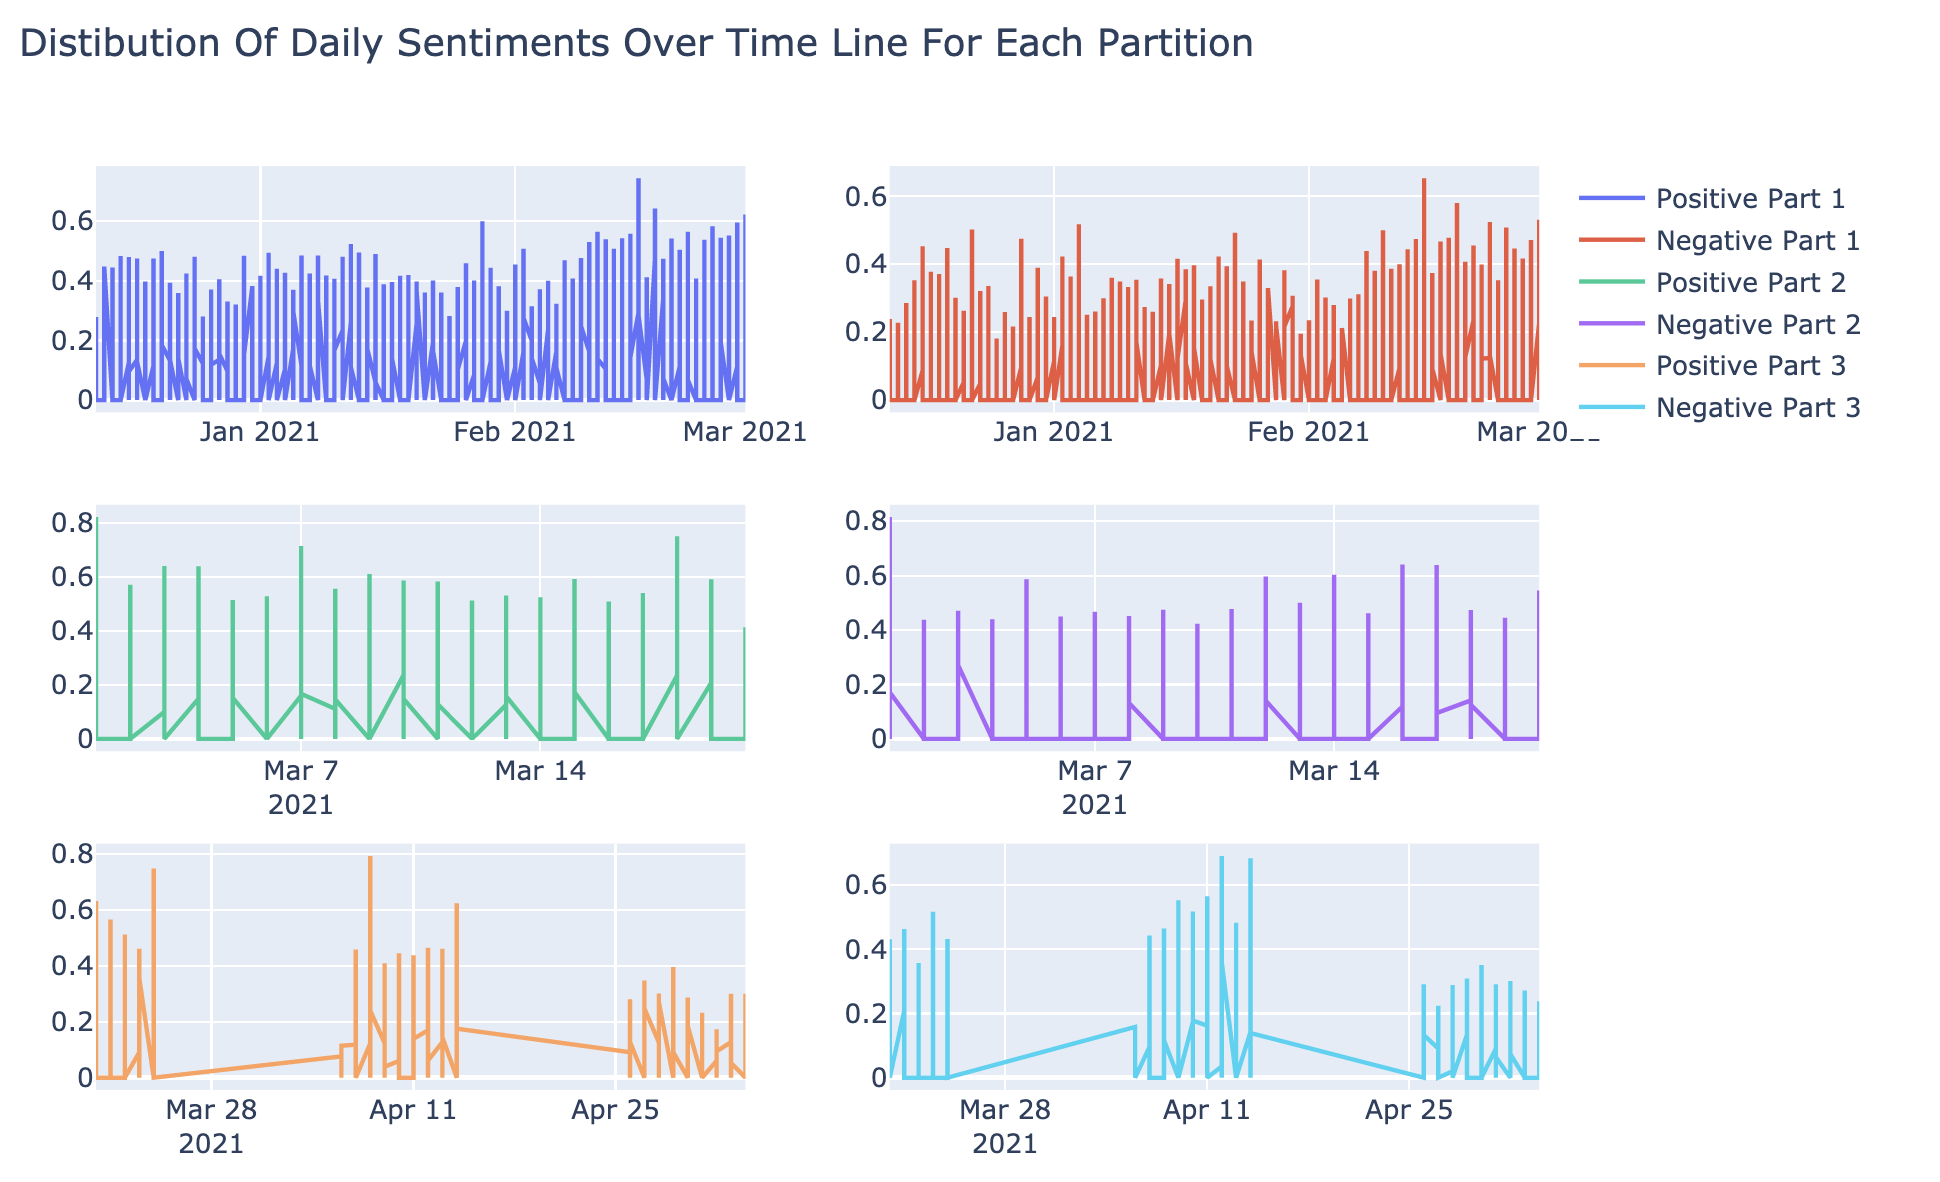 Distibution Of Daily Sentiments Over Time Line For Each Partition
0.6
0.4
0.2
0
Jan 2021
Feb 2021
Mar 2021
0.6
0.4
0.2
0
Jan 2021
Feb 2021
Mar
Positive Part 1
Negative Part 1
Positive Part 2
Negative Part 2
Positive Part 3
Negative Part 3
0.8
0.6
0.4
0.2
0
Mar 7
2021
Mar 14
0.8
0.6
0.4
0.2
0
Mar 7
2021
Mar 14
0.8
0.6
0.4
0.2
0
Mar 28
2021
Apr 11
Apr 25
0.6
0.4
0.2
0
Mar 28
2021
Apr 11
Apr 25